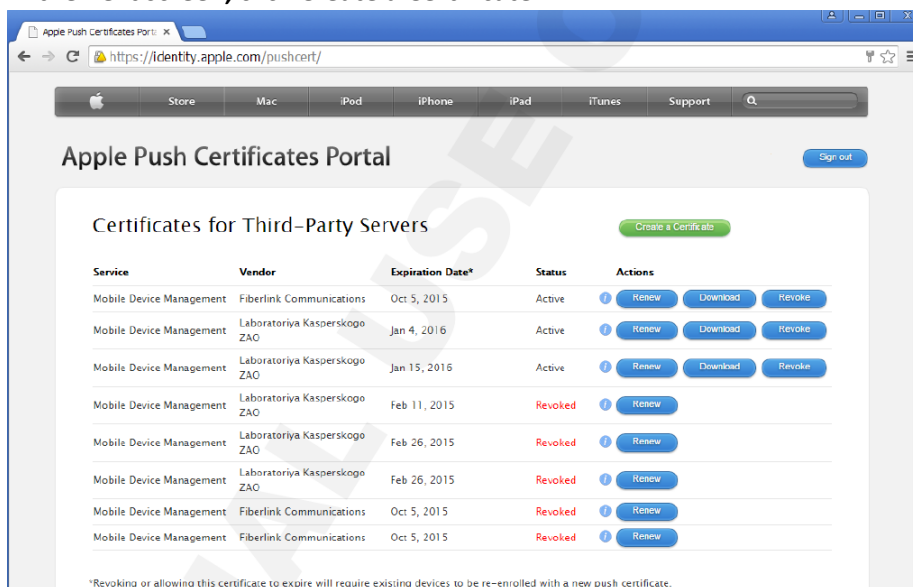 Apple Push Certificates Porta
https://identity.apple.com/pushcert/
Store Mac iPod iPhone iPad iTunes Support
Apple Push Certificates Portal
Sign out
Certificates for Third-Party Servers
Create a Certificate
Service Vendor Expiration Date* Status Actions
Mobile Device Management Fiberlink Communications Oct 5, 2015 Active i Renew Download Revoke
Mobile Device Management Laboratoriya Kasperskogo ZAO Jan 4, 2016 Active i Renew Download Revoke
Mobile Device Management Laboratoriya Kasperskogo ZAO Jan 15, 2016 Active i Renew Download Revoke
Mobile Device Management Laboratoriya Kasperskogo ZAO Feb 11, 2015 Revoked i Renew
Mobile Device Management Laboratoriya Kasperskogo ZAO Feb 26, 2015 Revoked i Renew
Mobile Device Management Laboratoriya Kasperskogo ZAO Feb 26, 2015 Revoked i Renew
Mobile Device Management Fiberlink Communications Oct 5, 2015 Revoked i Renew
Mobile Device Management Fiberlink Communications Oct 5, 2015 Revoked i Renew
*Revoking or allowing this certificate to expire will require existing devices to be re-enrolled with a new push certificate.